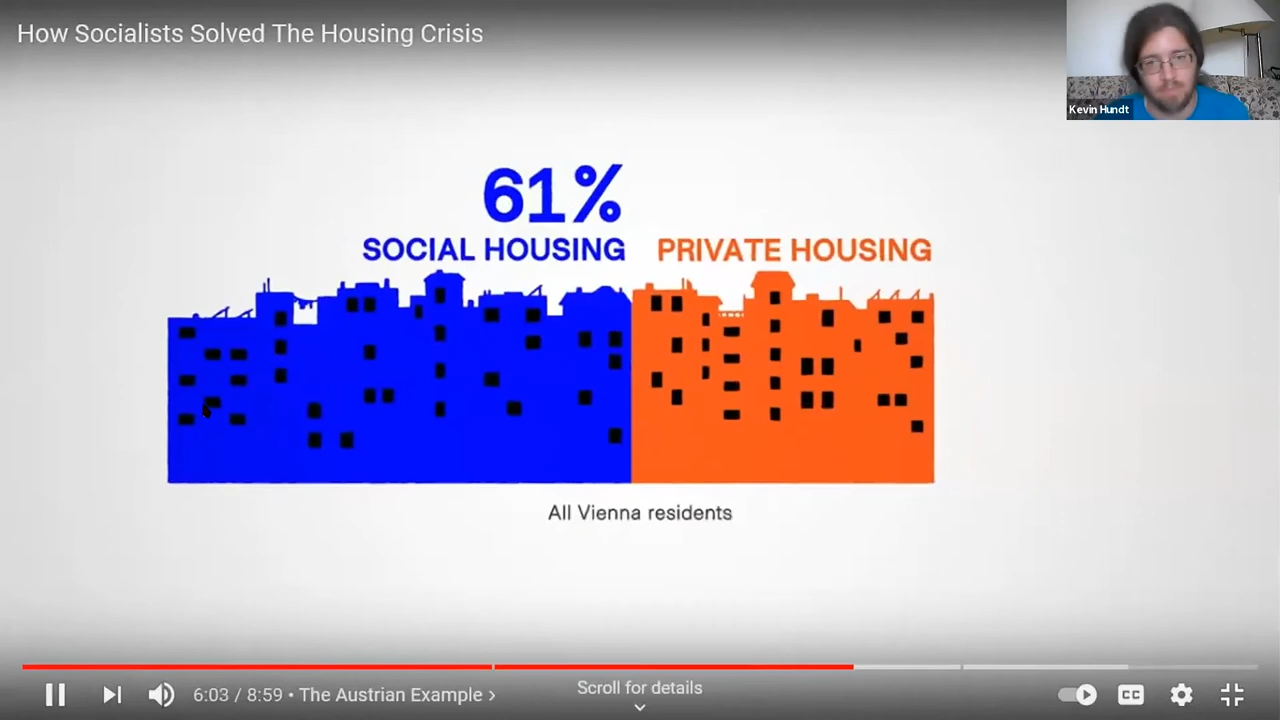 How Socialists Solved The Housing Crisis
Kevin Hundt
61%
SOCIAL HOUSING PRIVATE HOUSING
All Vienna residents
6:03 / 8:59 • The Austrian Example >
Scroll for details
CC